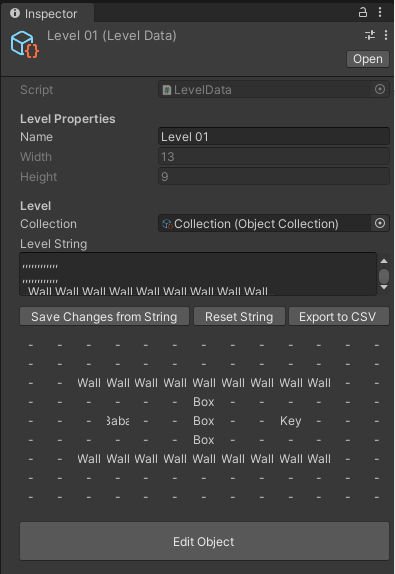 Inspector
Level 01 (Level Data)
Open
Script LevelData
Level Properties
Name Level 01
Width 13
Height 9
Level
Collection Collection (Object Collection)
Level String
,,,,,,,,,,,,
,,,,,,,,,,,,
Wall Wall Wall Wall Wall Wall Wall Wall Wall
Save Changes from String Reset String Export to CSV
- - - - - - - - - - - - -
- - - - - - - - - - - - -
- - Wall Wall Wall Wall Wall Wall Wall Wall Wall - -
- - - - - - Box - - - - - -
- - - Baba - - Box - - Key - - -
- - - - - - Box - - - - - -
- - Wall Wall Wall Wall Wall Wall Wall Wall Wall - -
- - - - - - - - - - - - -
- - - - - - - - - - - - -
Edit Object